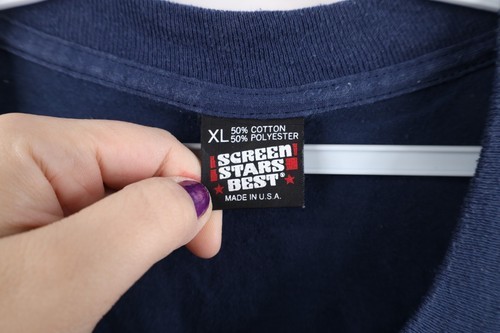 XL 50% COTTON
50% POLYESTER
SCREEN
STARS
BEST®
MADE IN U.S.A.